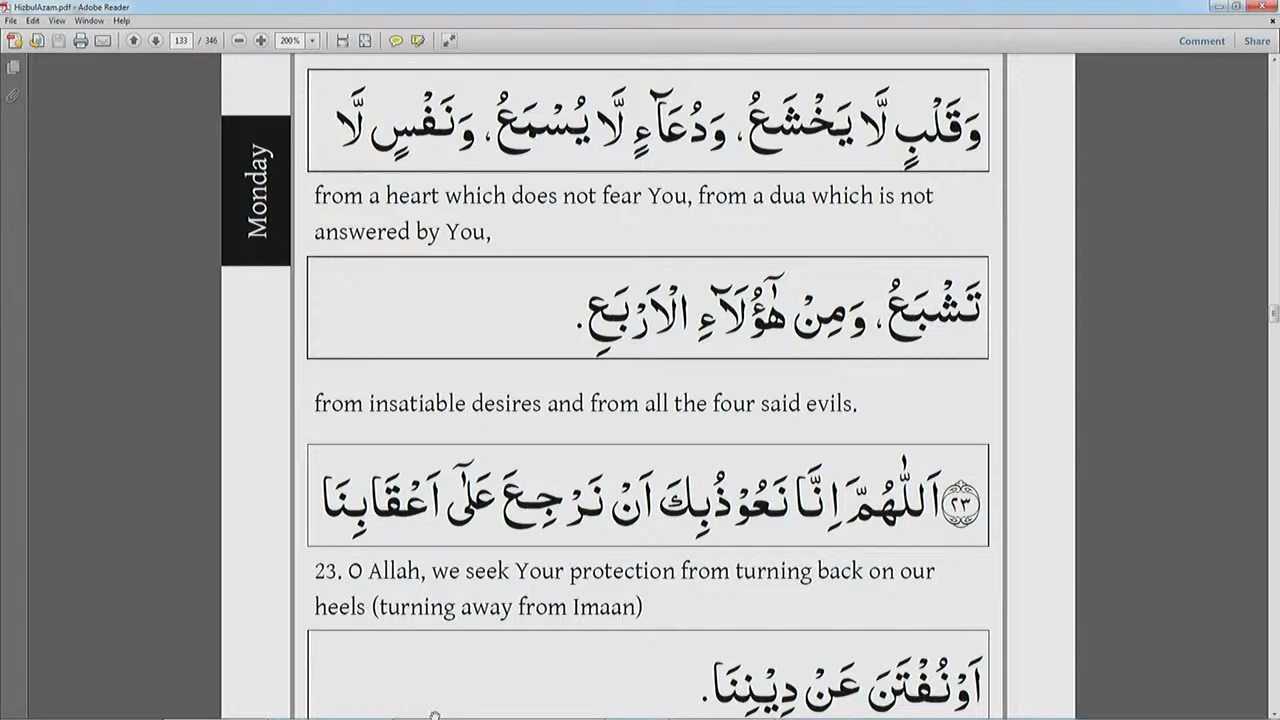 HizbulAzam.pdf - Adobe Reader
File Edit View Window Help
133 / 346 200% Comment Share
وَقَلْبٍ لَّا يَخْشَعُ، وَدُعَآءٍ لَّا يُسْمَعُ، وَنَفْسٍ لَّا
Monday
from a heart which does not fear You, from a dua which is not
answered by You,
تَشْبَعُ، وَمِنْ هٰٓؤُلَآءِ الْاَرْبَعِ.
from insatiable desires and from all the four said evils.
٢٣ اَللّٰهُمَّ اِنَّا نَعُوْذُبِكَ اَنْ نَرْجِعَ عَلٰٓى اَعْقَابِنَا
23. O Allah, we seek Your protection from turning back on our
heels (turning away from Imaan)
اَوْنُفْتَنَ عَنْ دِيْنِنَا.